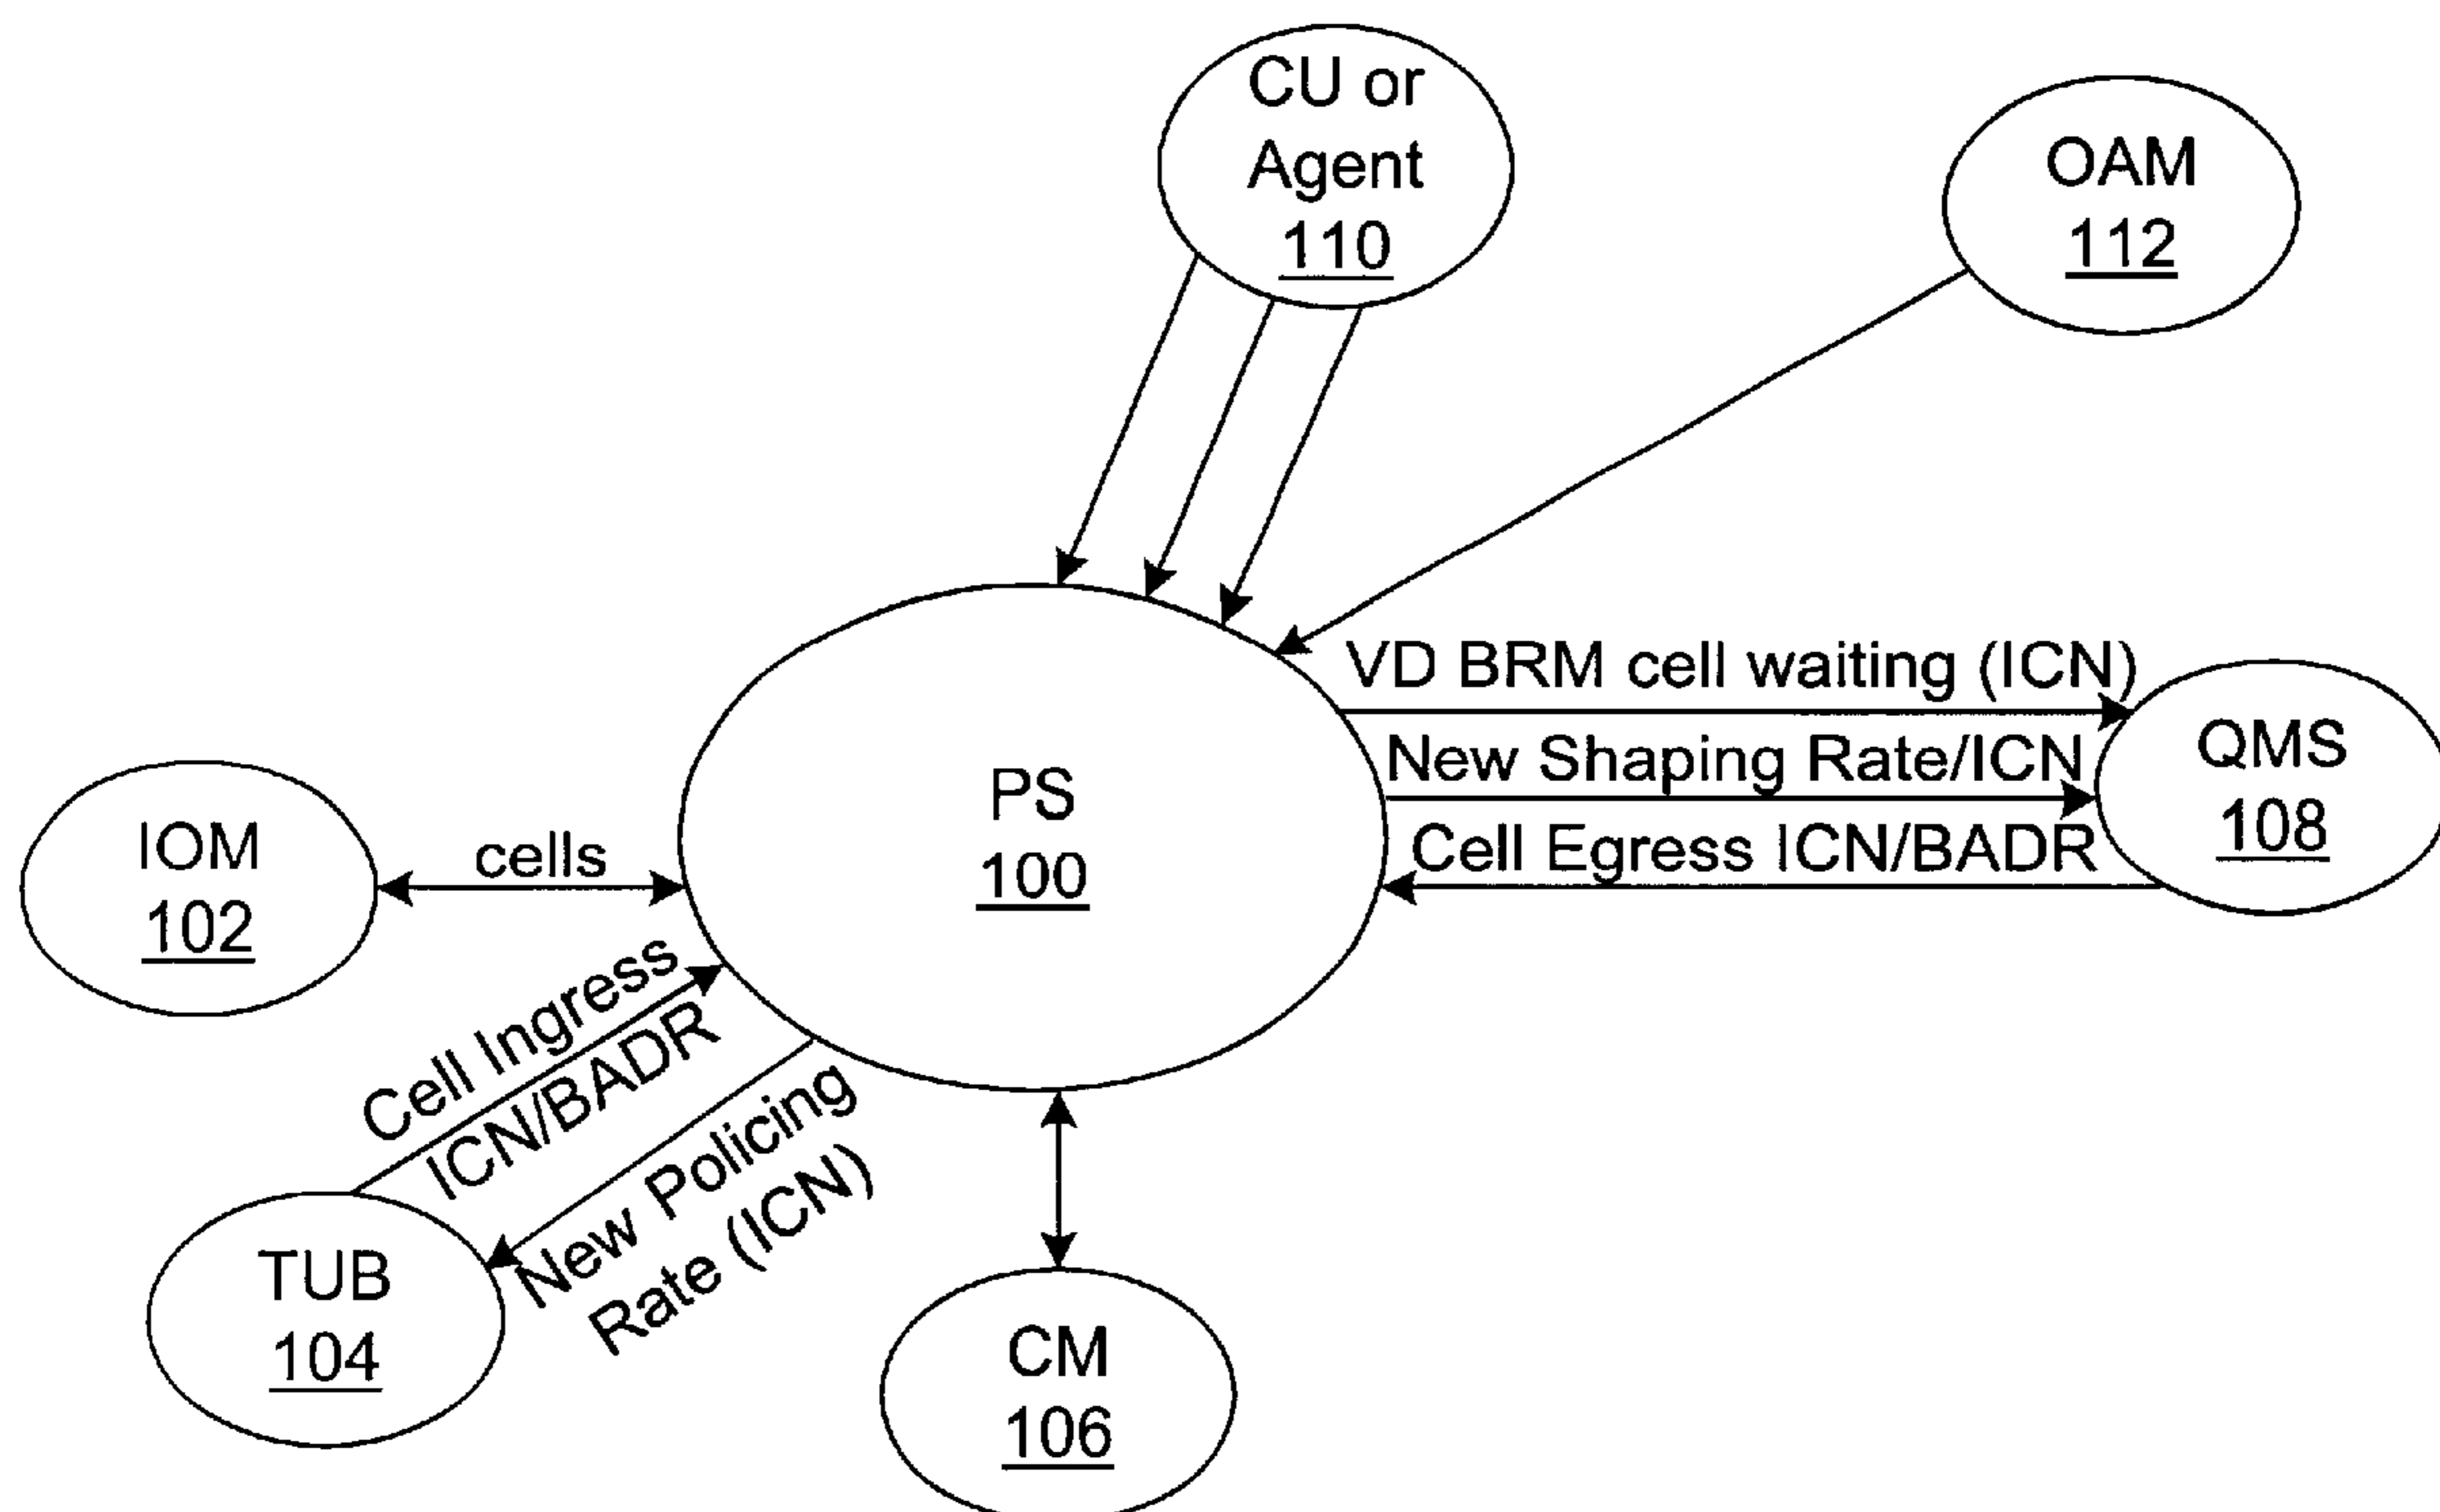 CU or
Agent
110
OAM
112
VD BRM cell waiting (ICN)
New Shaping Rate/ICN
Cell Egress ICN/BADR
QMS
108
PS
100
IOM
102
cells
Cell Ingress
ICN/BADR
New Policing
Rate (ICN)
TUB
104
CM
106